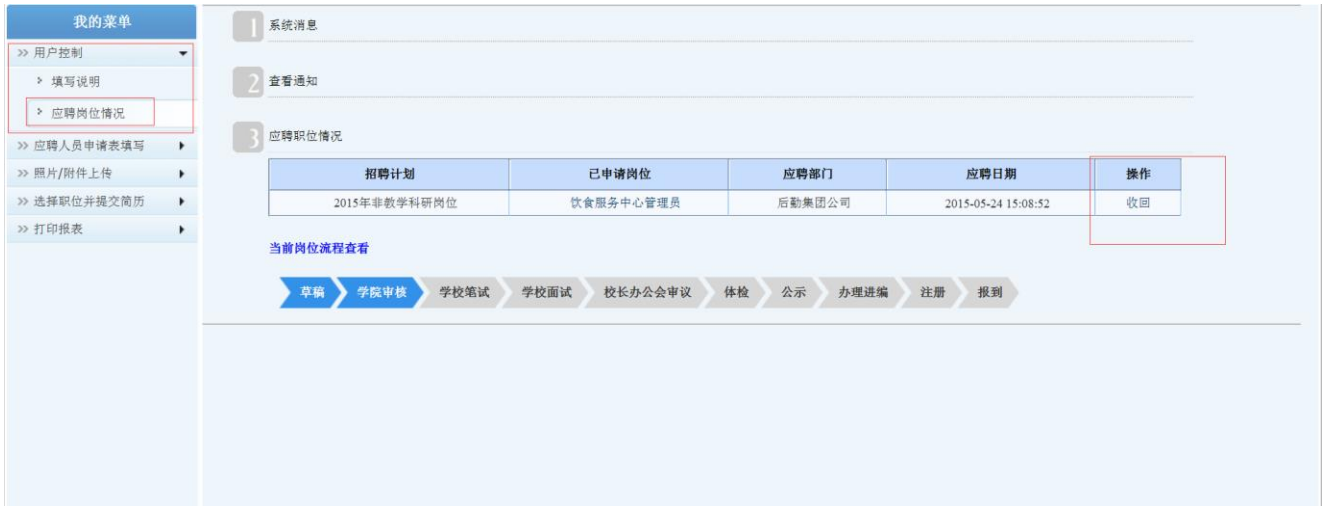 我的菜单
>> 用户控制
填写说明
应聘岗位情况
>> 应聘人员申请表填写
>> 照片/附件上传
>> 选择职位并提交简历
>> 打印报表
1 系统消息
2 查看通知
3 应聘职位情况
招聘计划 已申请岗位 应聘部门 应聘日期 操作
2015年非教学科研岗位 饮食服务中心管理员 后勤集团公司 2015-05-24 15:08:52 收回
当前岗位流程查看
草稿 学院审核 学校笔试 学校面试 校长办公会审议 体检 公示 办理进编 注册 报到